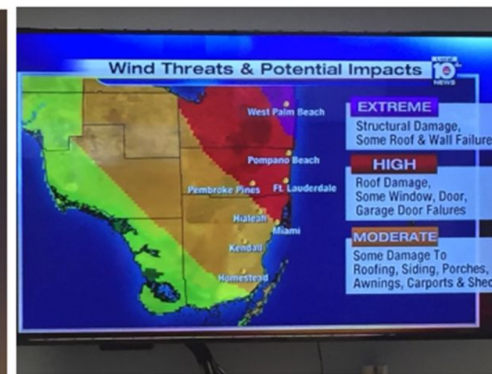 Wind Threats & Potential Impacts
LOCAL
10
NEWS
West Palm Beach
Pompano Beach
Pembroke Pines
Ft. Lauderdale
Hialeah
Miami
Kendall
Homestead
EXTREME
Structural Damage,
Some Roof & Wall Failure
HIGH
Roof Damage,
Some Window, Door,
Garage Door Falures
MODERATE
Some Damage To
Roofing, Siding, Porches,
Awnings, Carports & Shed